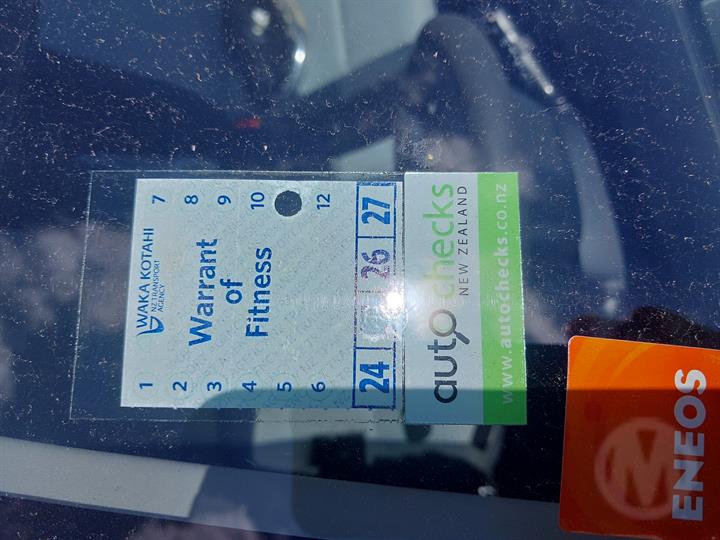 WAKA KOTAHI
NZ TRANSPORT
AGENCY
Warrant
of
Fitness
1 7
2 8
3 9
4 10
5
6 12
24 26 27
autochecks
NEW ZEALAND
www.autochecks.co.nz
M
ENEOS